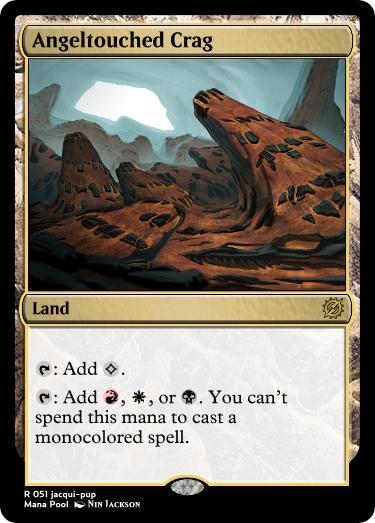 Angeltouched Crag
Land
: Add .
: Add , , or . You can't
spend this mana to cast a
monocolored spell.
R 051 jacqui-pup
Mana Pool Nin Jackson